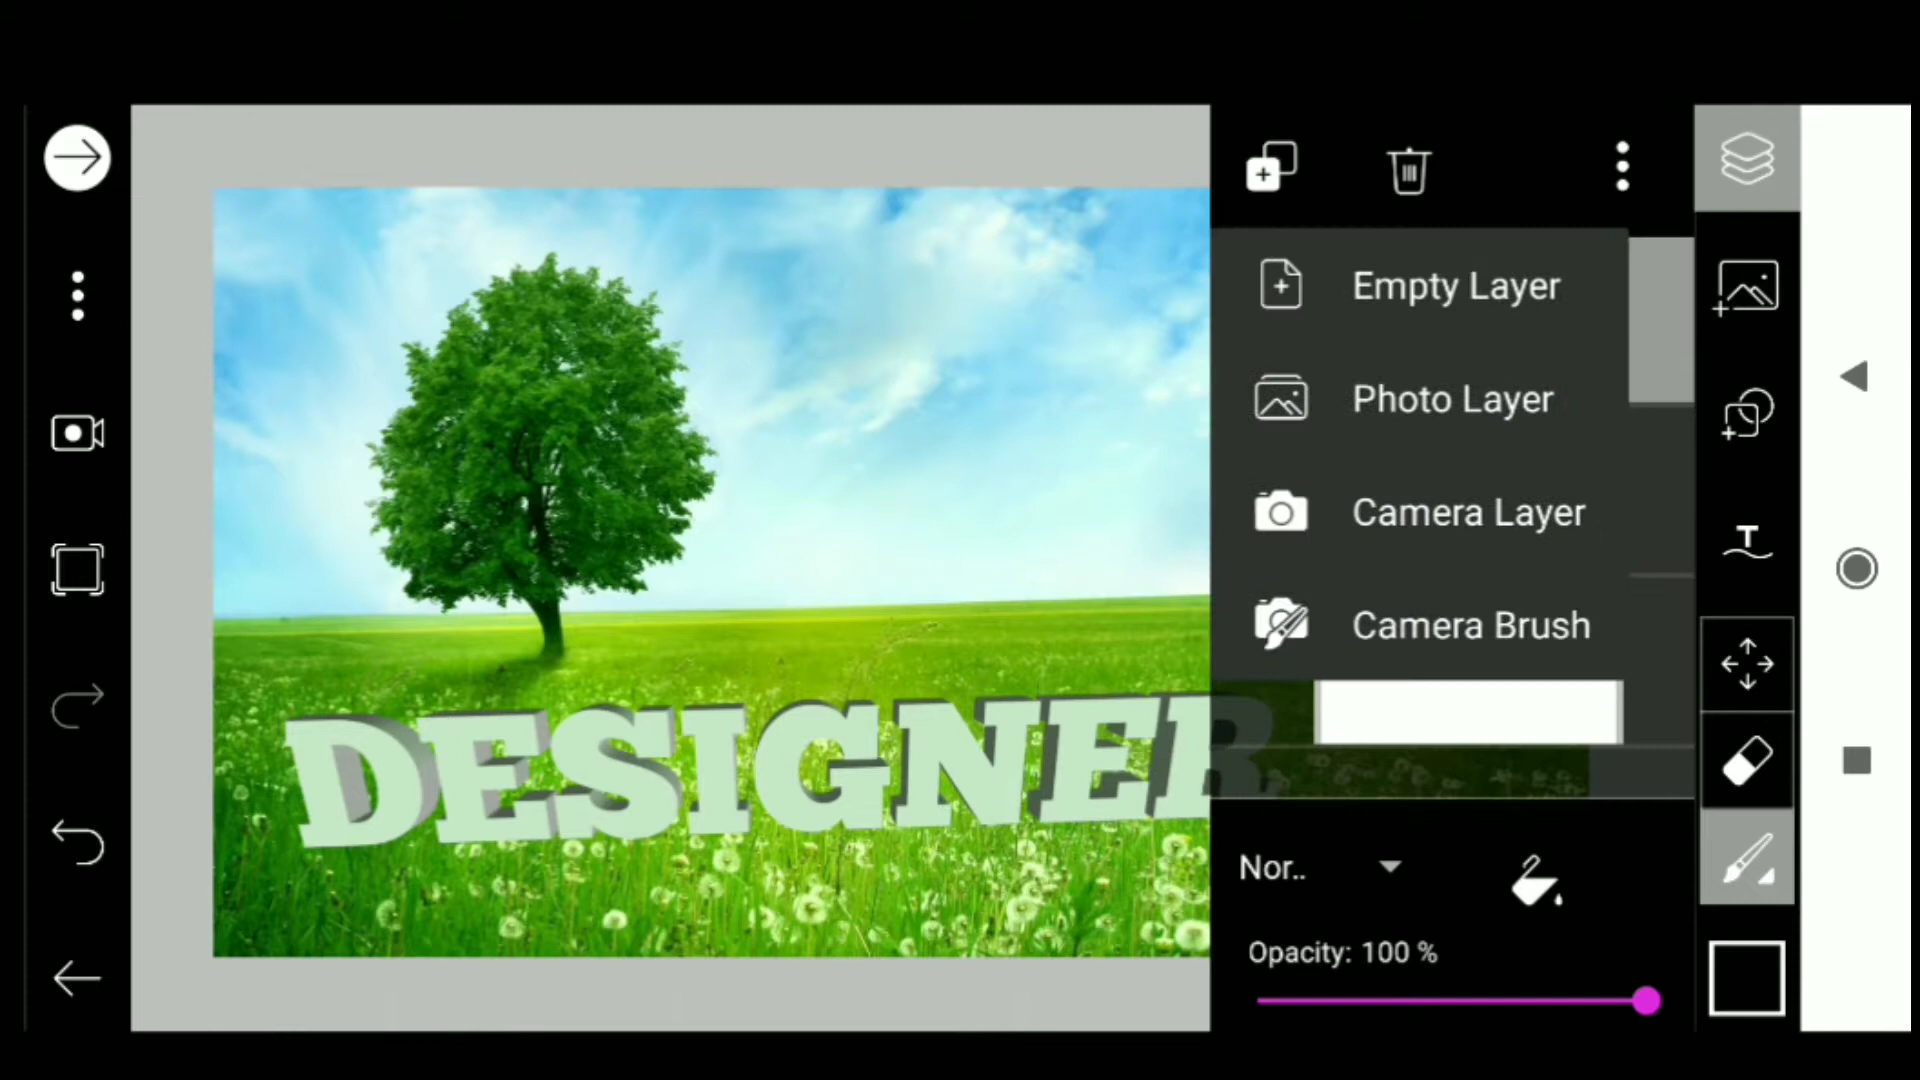 Empty Layer
Photo Layer
Camera Layer
Camera Brush
DESIGNER
Nor..
Opacity: 100 %